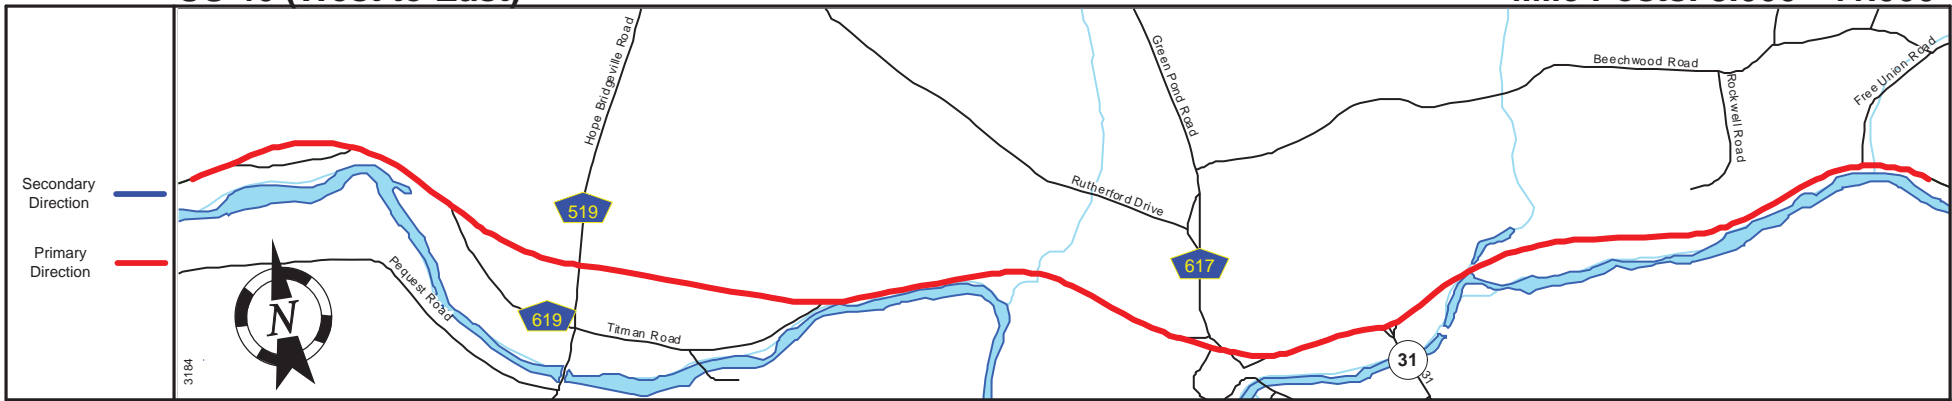 Secondary
Direction
Primary
Direction
3184
N
Pequest Road
Hope Bridgeville Road
519
619
Titman Road
Rutherford Drive
Green Pond Road
617
31
31
Beechwood Road
Rockwell Road
Free Union Road